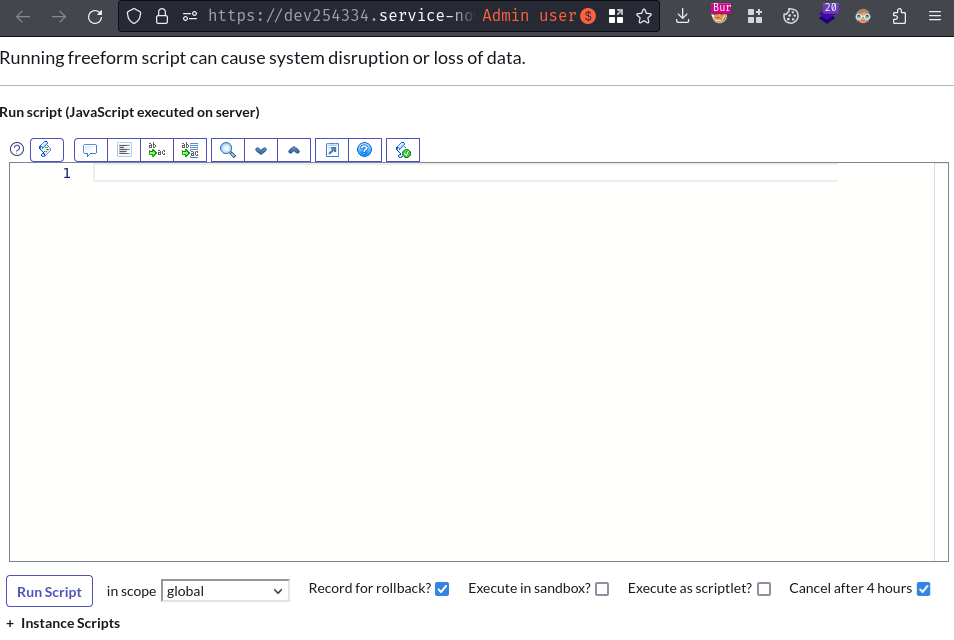 https://dev254334.service-no Admin user $ Bur 20
Running freeform script can cause system disruption or loss of data.
Run script (JavaScript executed on server)
1
Run Script in scope global Record for rollback? Execute in sandbox? Execute as scriptlet? Cancel after 4 hours
+ Instance Scripts